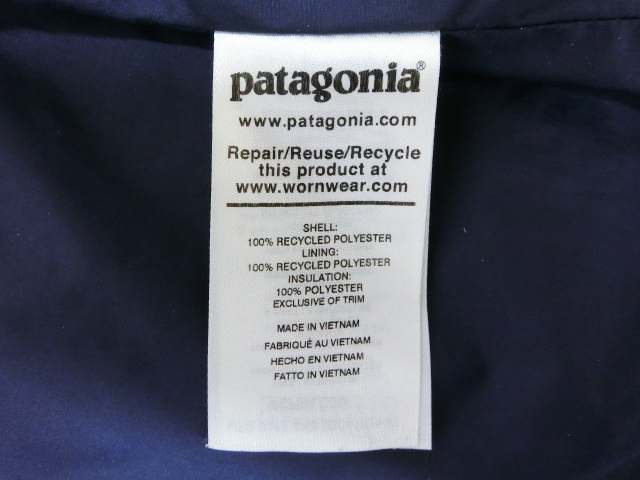 patagonia®
www.patagonia.com
Repair/Reuse/Recycle
this product at
www.wornwear.com
SHELL:
100% RECYCLED POLYESTER
LINING:
100% RECYCLED POLYESTER
INSULATION:
100% POLYESTER
EXCLUSIVE OF TRIM
MADE IN VIETNAM
FABRIQUÉ AU VIETNAM
HECHO EN VIETNAM
FATTO IN VIETNAM